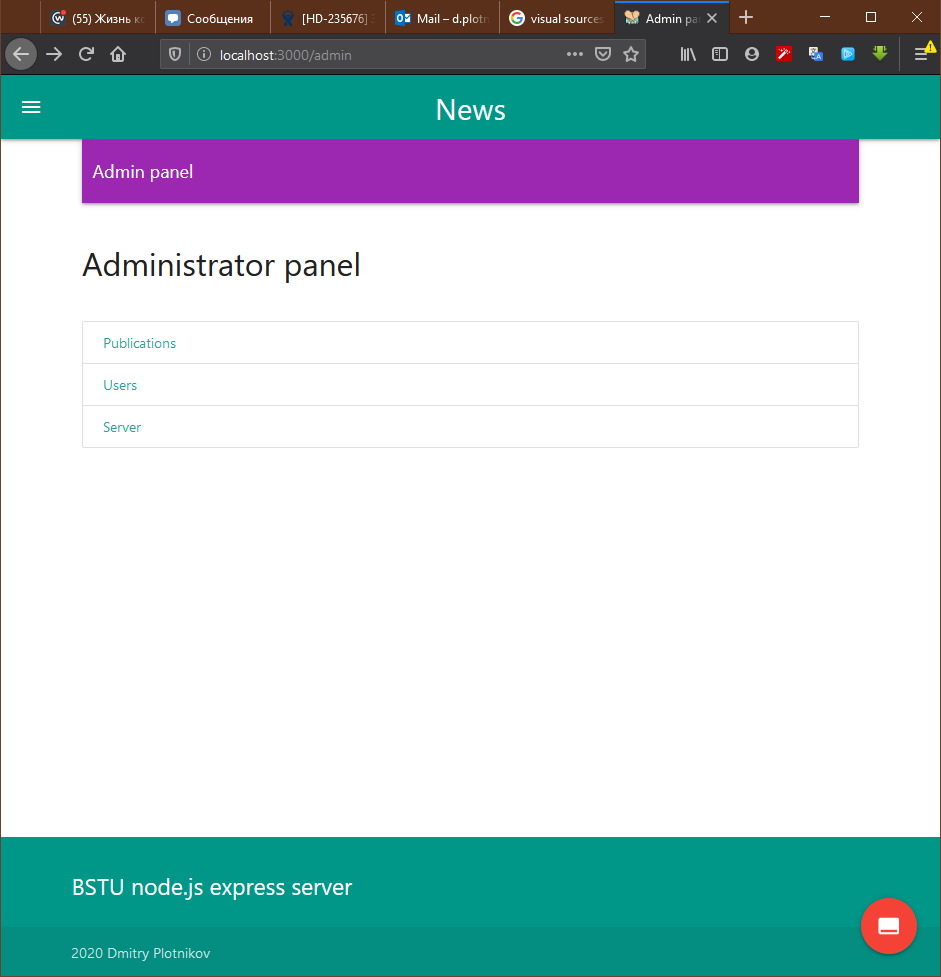 (55) Жизнь
Сообщения
[HD-235676]
Mail – d.plotn
visual sources
Admin pa
localhost:3000/admin
News
Admin panel
Administrator panel
Publications
Users
Server
BSTU node.js express server
2020 Dmitry Plotnikov